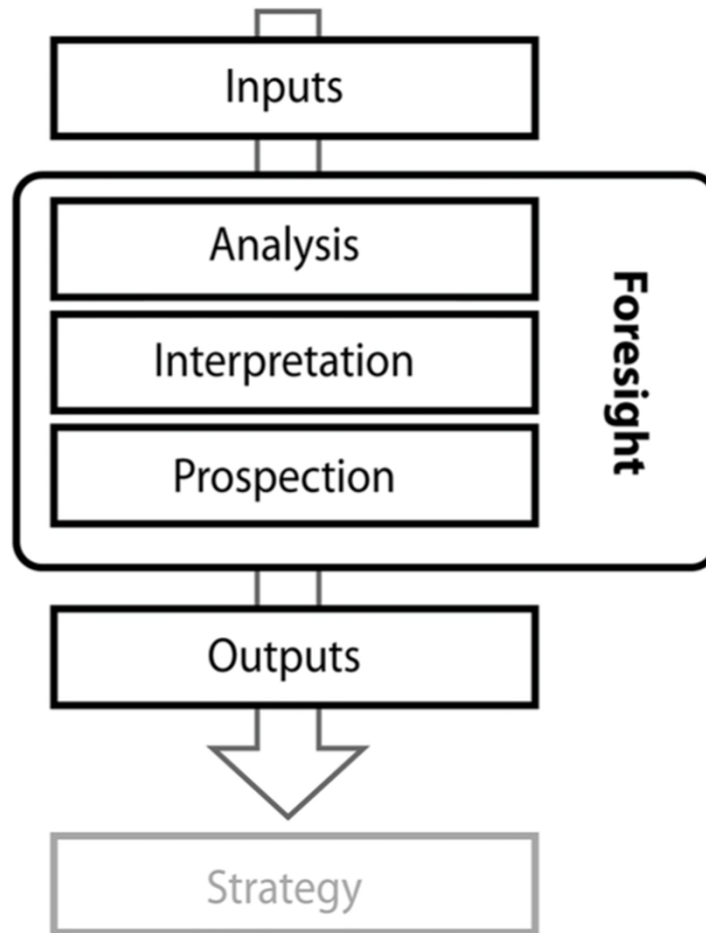 Inputs
Analysis
Interpretation
Prospection
Foresight
Outputs
Strategy